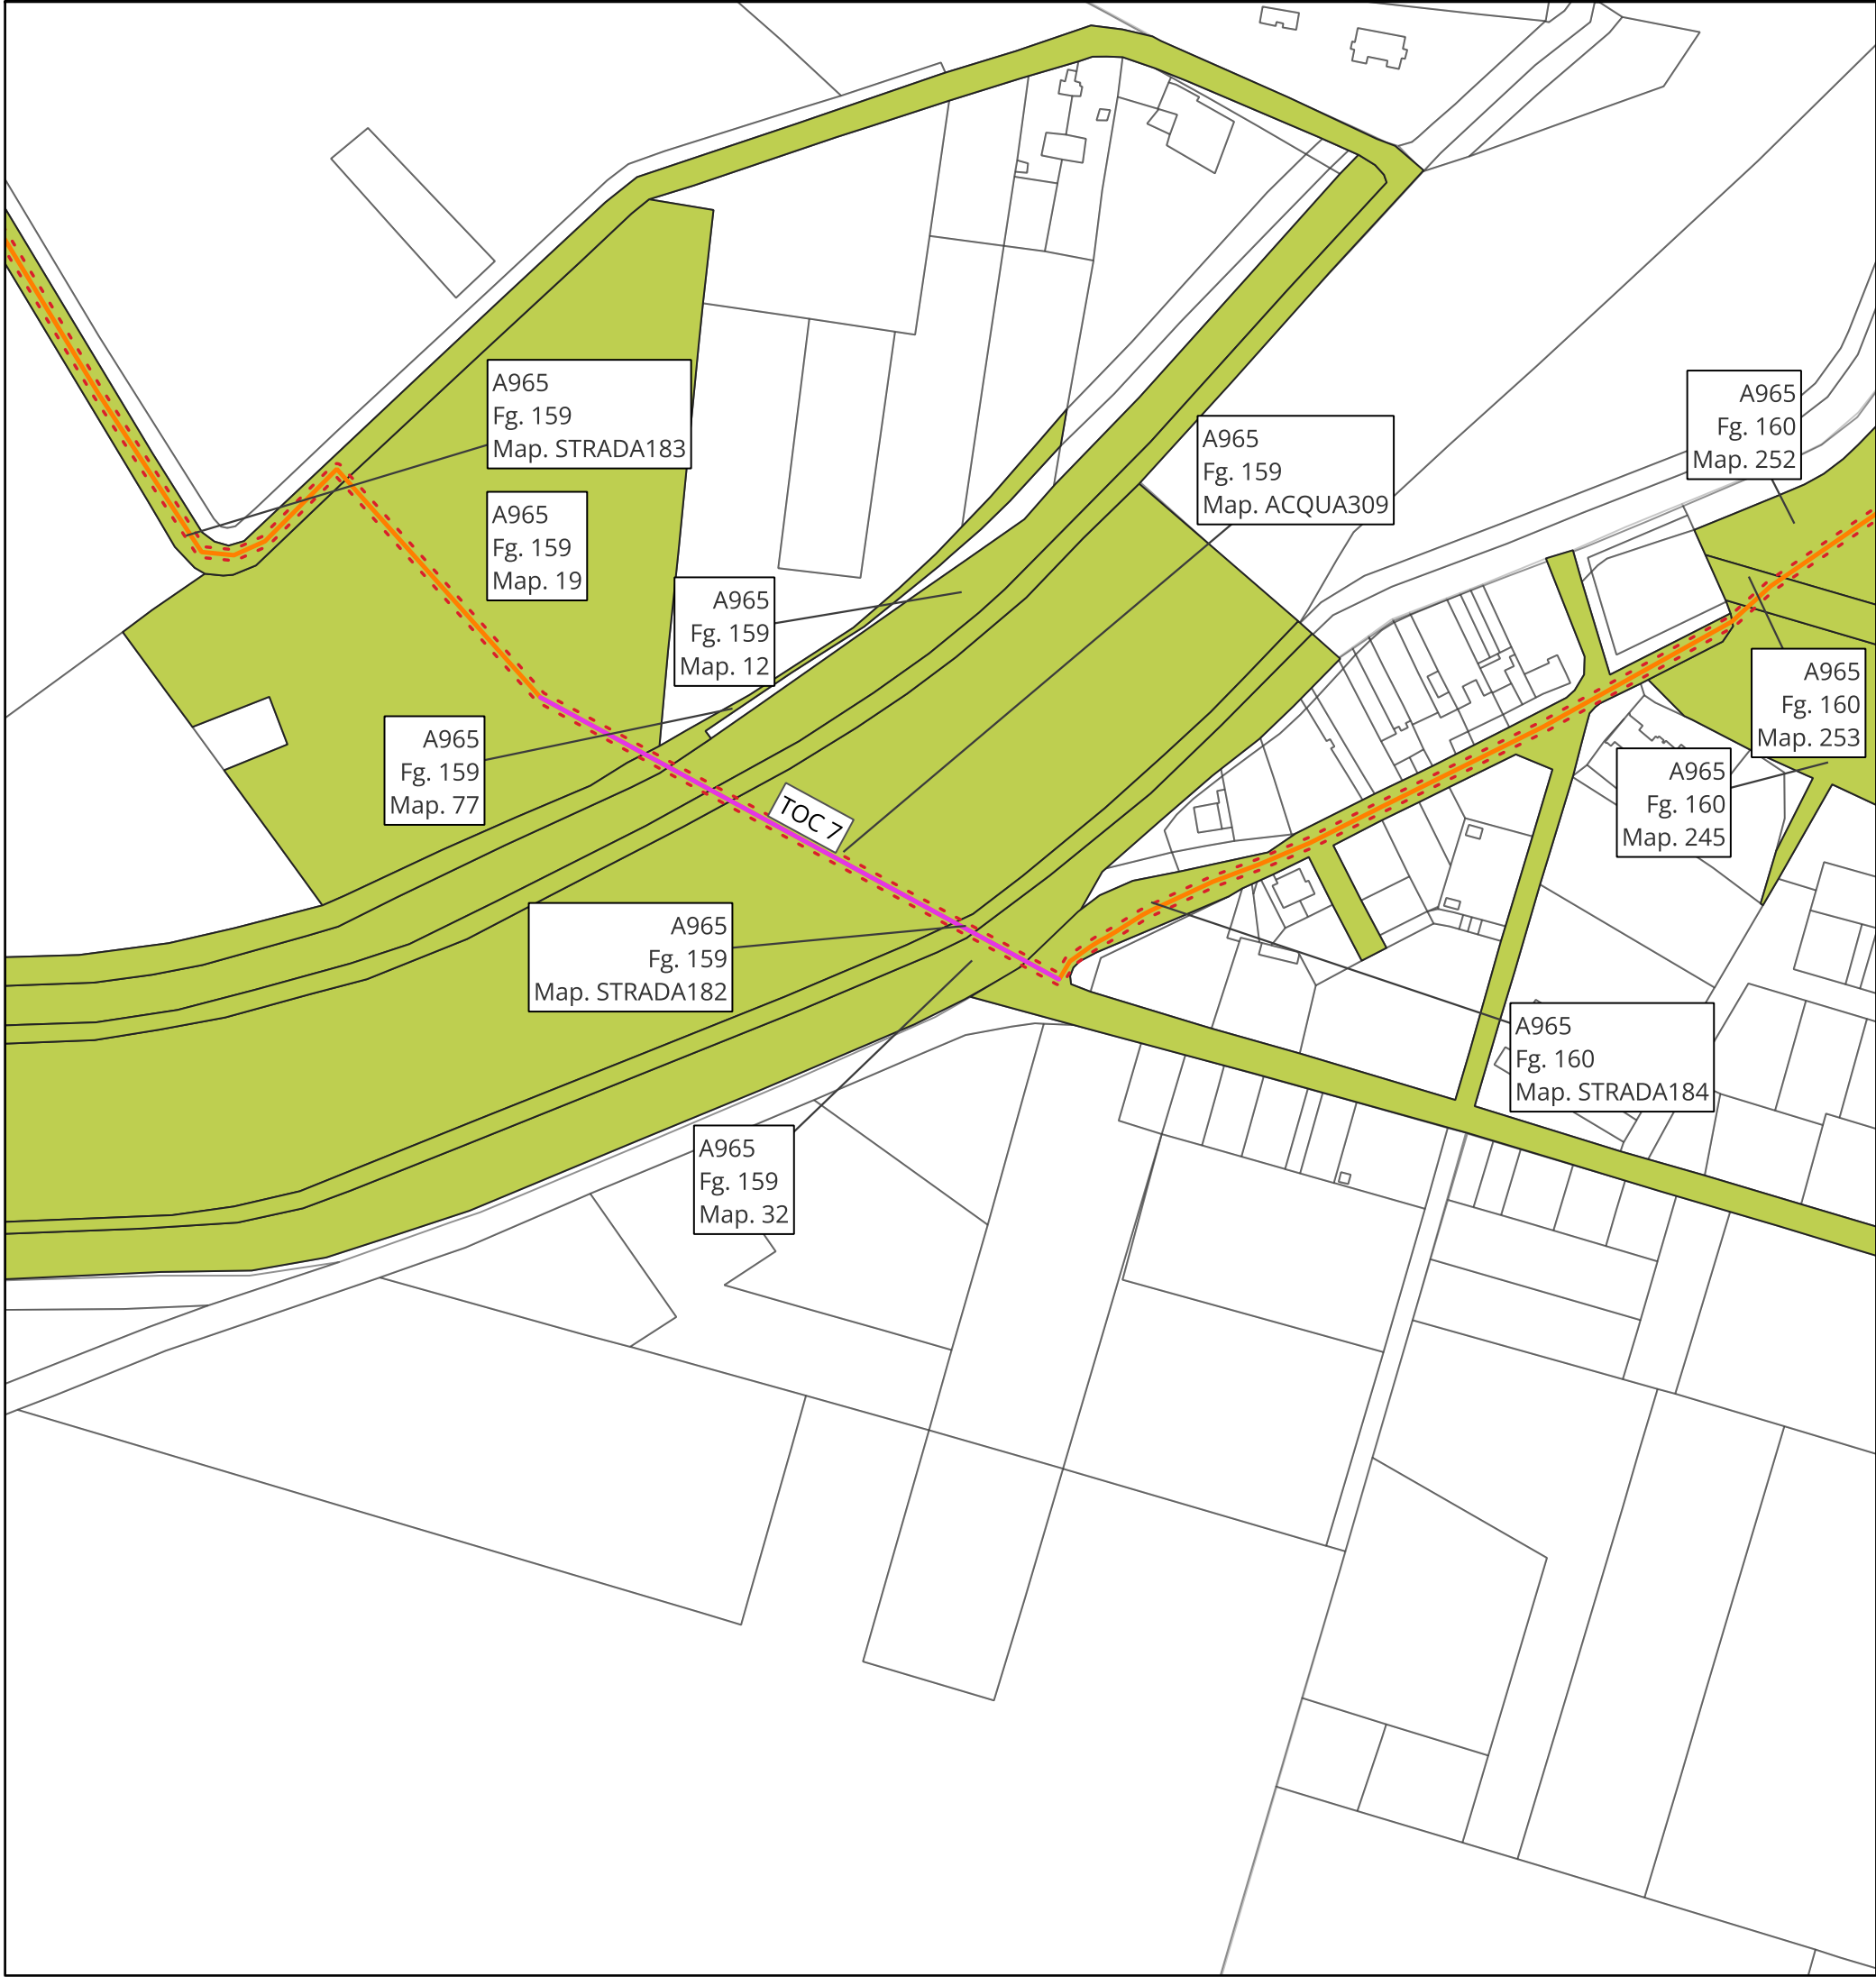 A965
Fg. 159
Map. STRADA183
A965
Fg. 160
Map. 252
A965
Fg. 159
Map. ACQUA309
A965
Fg. 159
Map. 19
A965
Fg. 159
Map. 12
A965
Fg. 160
Map. 253
A965
Fg. 159
Map. 77
A965
Fg. 160
Map. 245
TOC 7
A965
Fg. 159
Map. STRADA182
A965
Fg. 160
Map. STRADA184
A965
Fg. 159
Map. 32